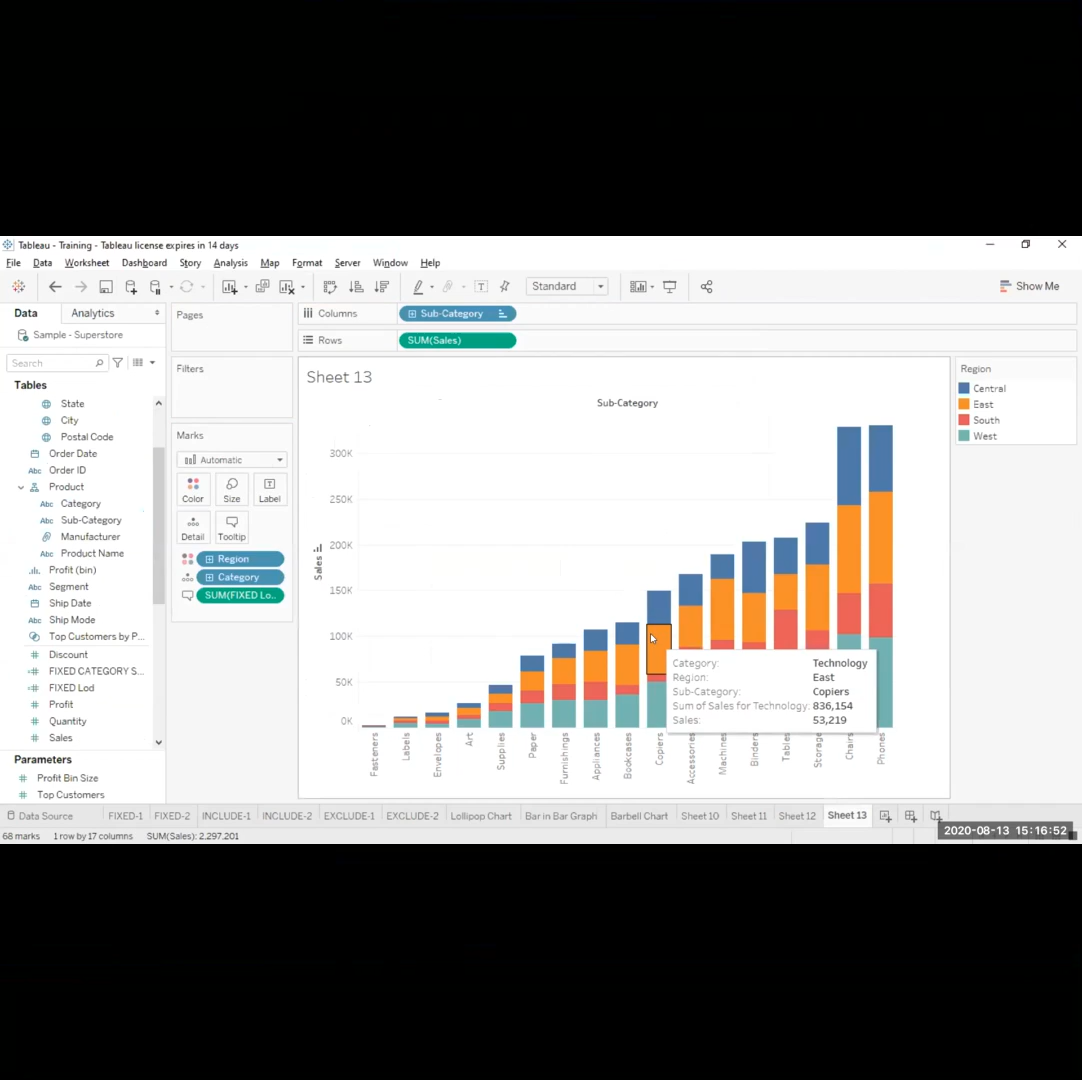 Tableau - Training - Tableau license expires in 14 days
File Data Worksheet Dashboard Story Analysis Map Format Server Window Help
Standard
Show Me
Data Analytics
Sample - Superstore
Search
Tables
State
City
Postal Code
Order Date
Abc Order ID
Product
Abc Category
Abc Sub-Category
Manufacturer
Abc Product Name
Profit (bin)
Abc Segment
Ship Date
Abc Ship Mode
Top Customers by P...
Discount
FIXED CATEGORY S...
FIXED Lod
Profit
Quantity
Sales
Parameters
Profit Bin Size
Top Customers
Pages
Filters
Marks
Automatic
Color Size Label
Detail Tooltip
Region
Category
SUM(FIXED Lo..
Columns Sub-Category
Rows SUM(Sales)
Sheet 13
Sub-Category
Sales
300K
250K
200K
150K
100K
50K
0K
Fasteners
Labels
Envelopes
Art
Supplies
Paper
Furnishings
Appliances
Bookcases
Copiers
Accessories
Machines
Binders
Tables
Storage
Chairs
Phones
Category: Technology
Region: East
Sub-Category: Copiers
Sum of Sales for Technology: 836,154
Sales: 53,219
Region
Central
East
South
West
Data Source FIXED-1 FIXED-2 INCLUDE-1 INCLUDE-2 EXCLUDE-1 EXCLUDE-2 Lollipop Chart Bar in Bar Graph Barbell Chart Sheet 10 Sheet 11 Sheet 12 Sheet 13
68 marks 1 row by 17 columns SUM(Sales): 2,297,201
2020-08-13 15:16:52